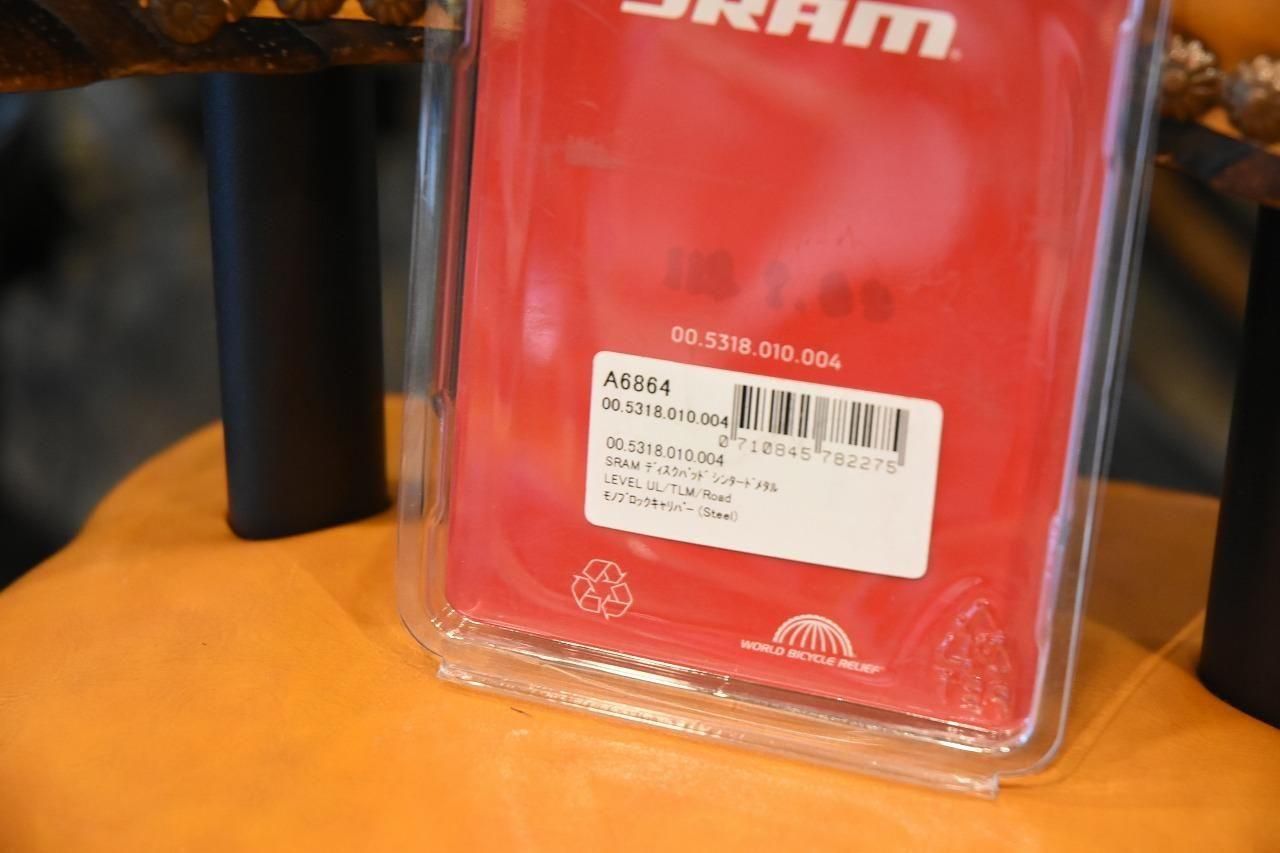 SRAM
00.5318.010.004
A6864
00.5318.010.004
0 710845 782275
00.5318.010.004
SRAM ディスクパッド シンタードメタル
LEVEL UL/TLM/Road
モノブロックキャリパー (Steel)
WORLD BICYCLE RELIEF